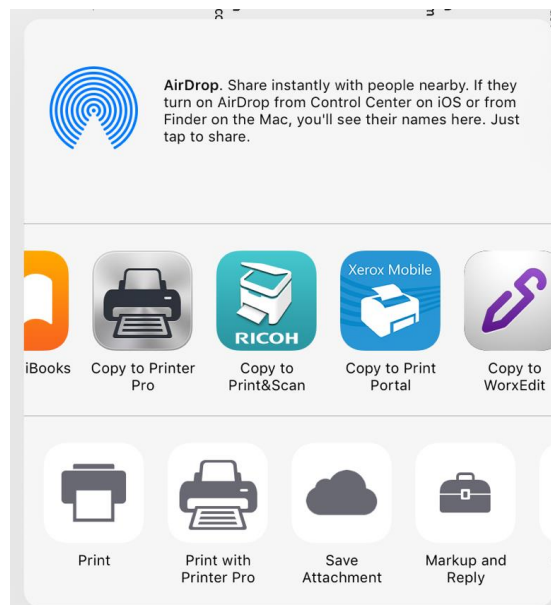 AirDrop. Share instantly with people nearby. If they
turn on AirDrop from Control Center on iOS or from
Finder on the Mac, you'll see their names here. Just
tap to share.
RICOH
Xerox Mobile
iBooks
Copy to Printer
Pro
Copy to
Print&Scan
Copy to Print
Portal
Copy to
WorxEdit
Print
Print with
Printer Pro
Save
Attachment
Markup and
Reply